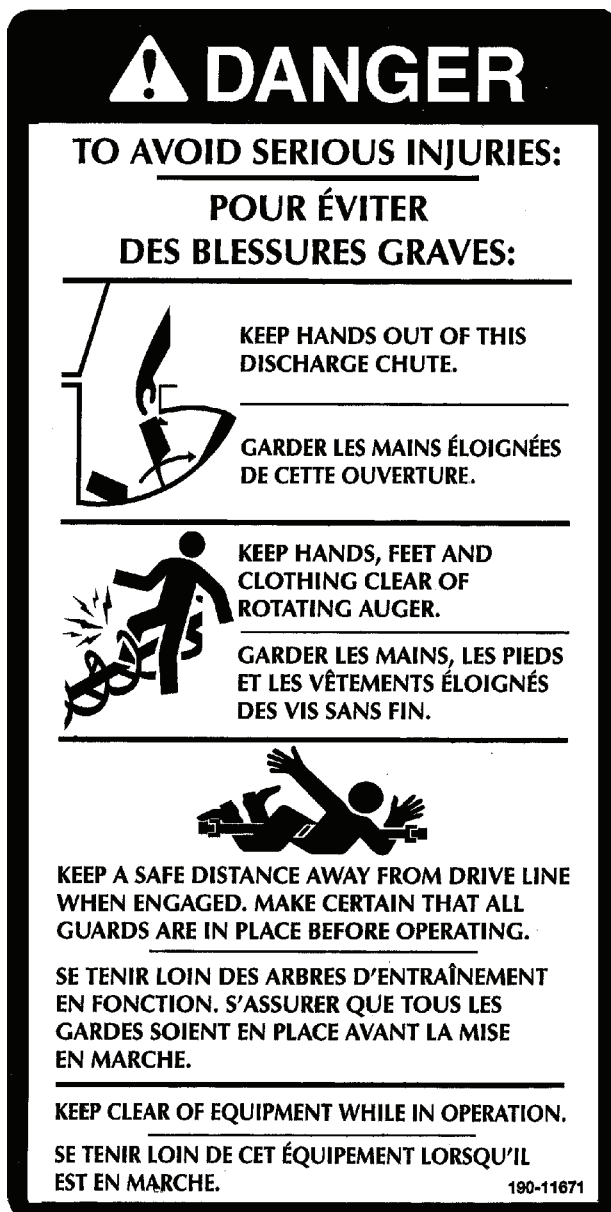 DANGER
TO AVOID SERIOUS INJURIES:
POUR ÉVITER
DES BLESSURES GRAVES:
KEEP HANDS OUT OF THIS
DISCHARGE CHUTE.
GARDER LES MAINS ÉLOIGNÉES
DE CETTE OUVERTURE.
KEEP HANDS, FEET AND
CLOTHING CLEAR OF
ROTATING AUGER.
GARDER LES MAINS, LES PIEDS
ET LES VÊTEMENTS ÉLOIGNÉS
DES VIS SANS FIN.
KEEP A SAFE DISTANCE AWAY FROM DRIVE LINE
WHEN ENGAGED. MAKE CERTAIN THAT ALL
GUARDS ARE IN PLACE BEFORE OPERATING.
SE TENIR LOIN DES ARBRES D'ENTRAÎNEMENT
EN FONCTION. S'ASSURER QUE TOUS LES
GARDES SOIENT EN PLACE AVANT LA MISE
EN MARCHE.
KEEP CLEAR OF EQUIPMENT WHILE IN OPERATION.
SE TENIR LOIN DE CET ÉQUIPEMENT LORSQU'IL
EST EN MARCHE.
190-11671